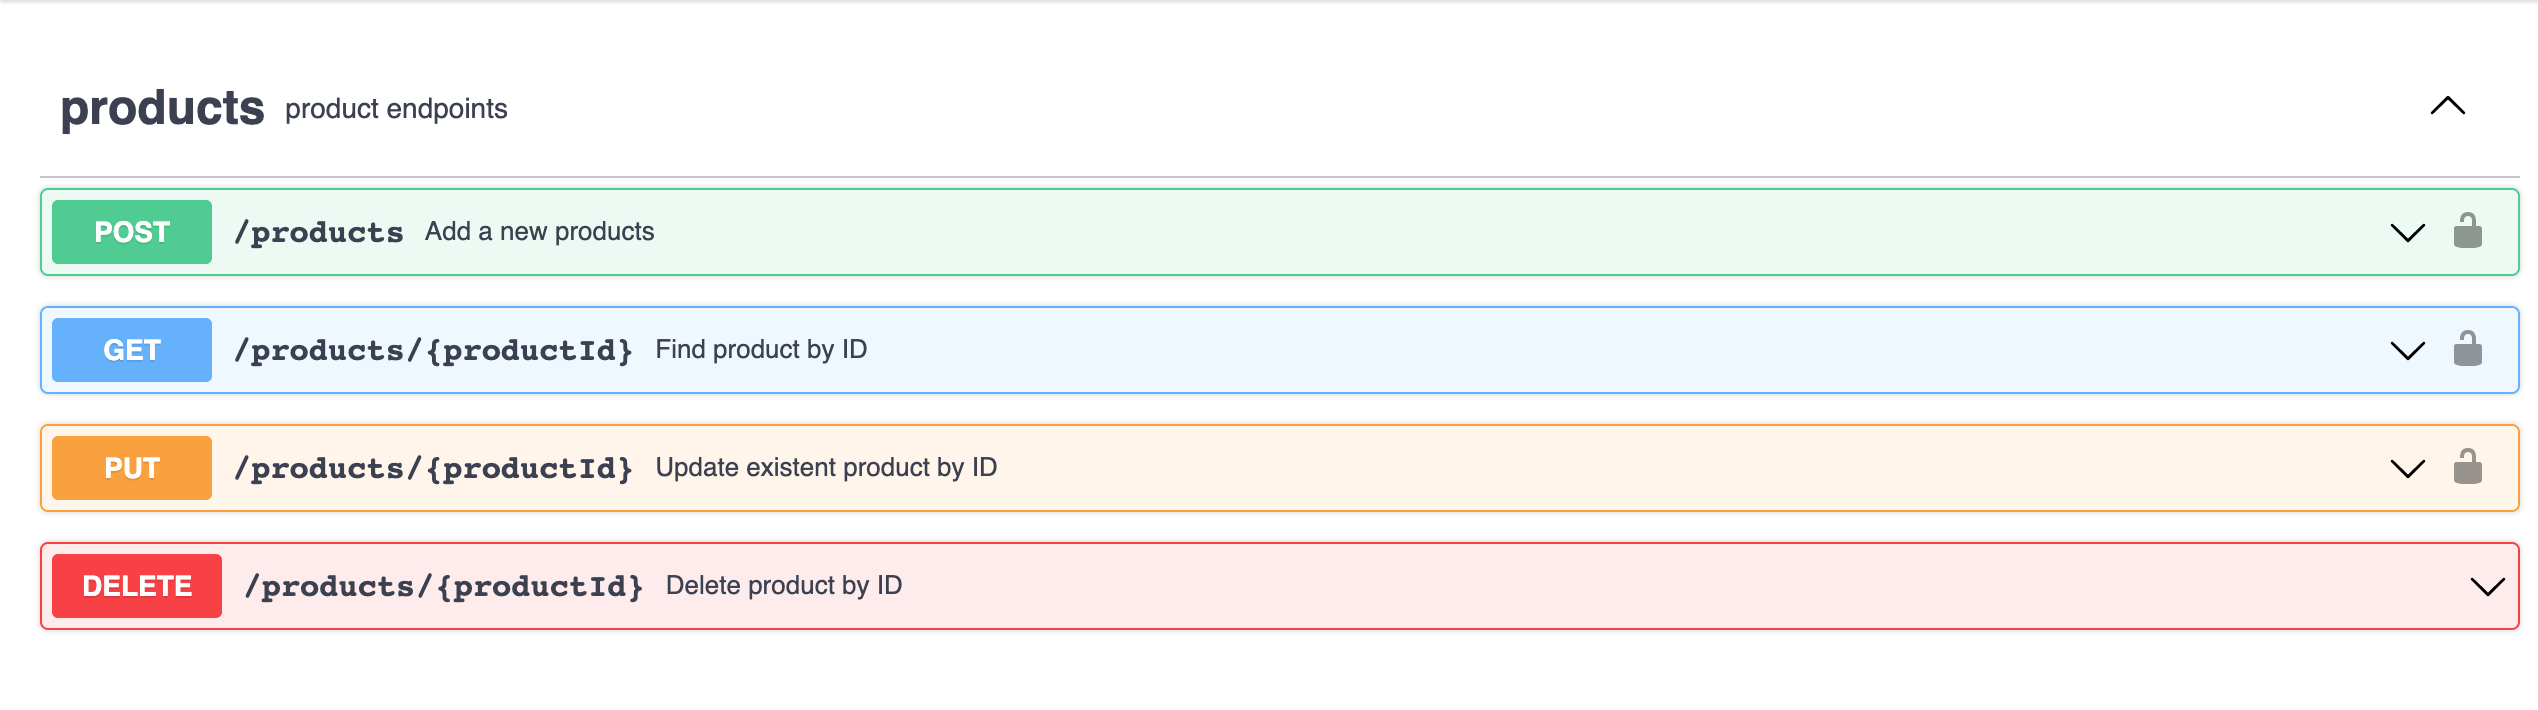 products product endpoints
POST /products Add a new products
GET /products/{productId} Find product by ID
PUT /products/{productId} Update existent product by ID
DELETE /products/{productId} Delete product by ID